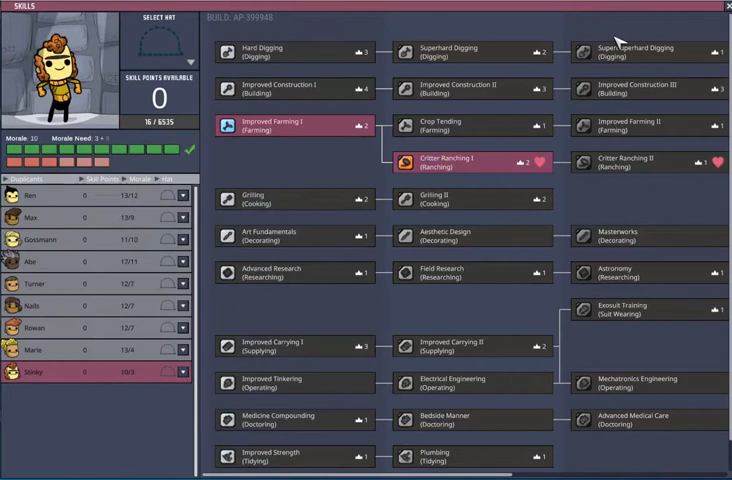 SKILLS
BUILD: AP-399948
SELECT HAT
SKILL POINTS AVAILABLE
0
16 / 6535
Morale: 10 Morale Need: 3 +
Duplicants Skill Points Morale Hat
Ren 0 13/12
Max 0 13/9
Gossmann 0 11/10
Abe 0 17/11
Turner 0 12/7
Nails 0 12/7
Rowan 0 12/7
Marie 0 13/4
Stinky 0 10/3
Hard Digging
(Digging)
3
Superhard Digging
(Digging)
2
Super Duperhard Digging
(Digging)
1
Improved Construction I
(Building)
4
Improved Construction II
(Building)
3
Improved Construction III
(Building)
3
Improved Farming I
(Farming)
2
Crop Tending
(Farming)
1
Improved Farming II
(Farming)
1
Critter Ranching I
(Ranching)
2
Critter Ranching II
(Ranching)
1
Grilling
(Cooking)
2
Grilling II
(Cooking)
2
Art Fundamentals
(Decorating)
1
Aesthetic Design
(Decorating)
Masterworks
(Decorating)
Advanced Research
(Researching)
1
Field Research
(Researching)
1
Astronomy
(Researching)
1
Exosuit Training
(Suit Wearing)
1
Improved Carrying I
(Supplying)
3
Improved Carrying II
(Supplying)
2
Improved Tinkering
(Operating)
Electrical Engineering
(Operating)
Mechatronics Engineering
(Operating)
Medicine Compounding
(Doctoring)
1
Bedside Manner
(Doctoring)
1
Advanced Medical Care
(Doctoring)
1
Improved Strength
(Tidying)
1
Plumbing
(Tidying)
1